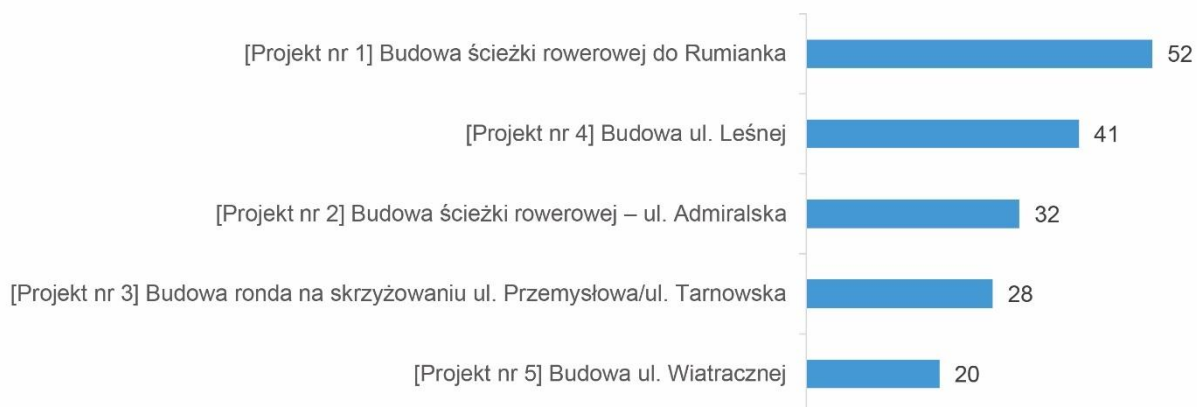 [Projekt nr 1] Budowa ścieżki rowerowej do Rumianka 52
[Projekt nr 4] Budowa ul. Leśnej 41
[Projekt nr 2] Budowa ścieżki rowerowej – ul. Admiralska 32
[Projekt nr 3] Budowa ronda na skrzyżowaniu ul. Przemysłowa/ul. Tarnowska 28
[Projekt nr 5] Budowa ul. Wiatracznej 20